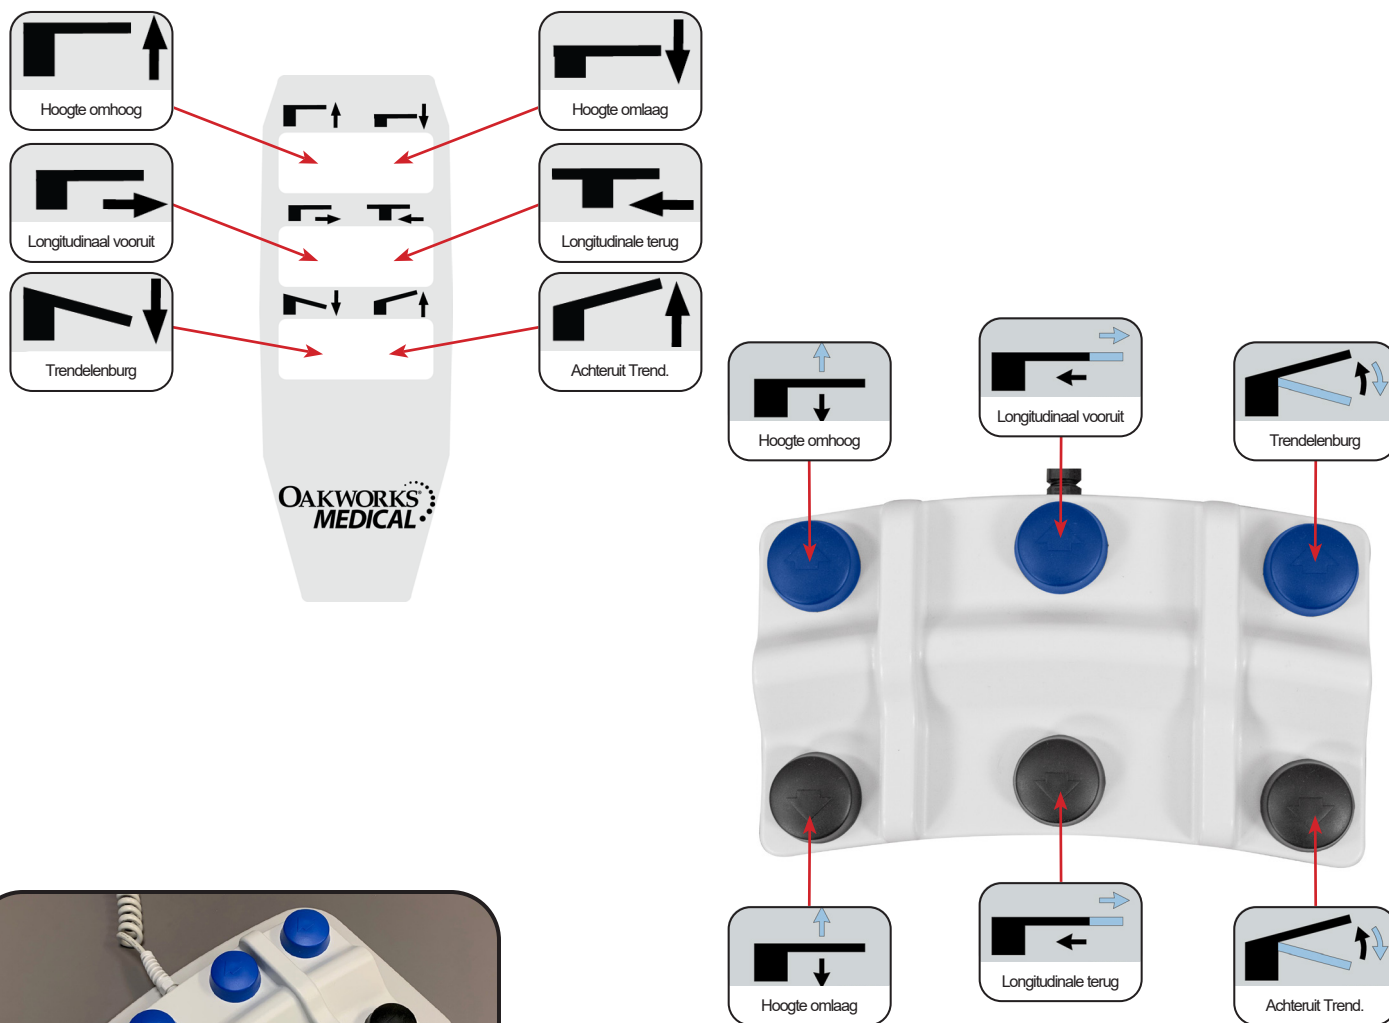 Hoogte omhoog
Hoogte omlaag
Longitudinaal vooruit
Longitudinale terug
Trendelenburg
Achteruit Trend.
OAKWORKS®
MEDICAL
Hoogte omhoog
Longitudinaal vooruit
Trendelenburg
Hoogte omlaag
Longitudinale terug
Achteruit Trend.